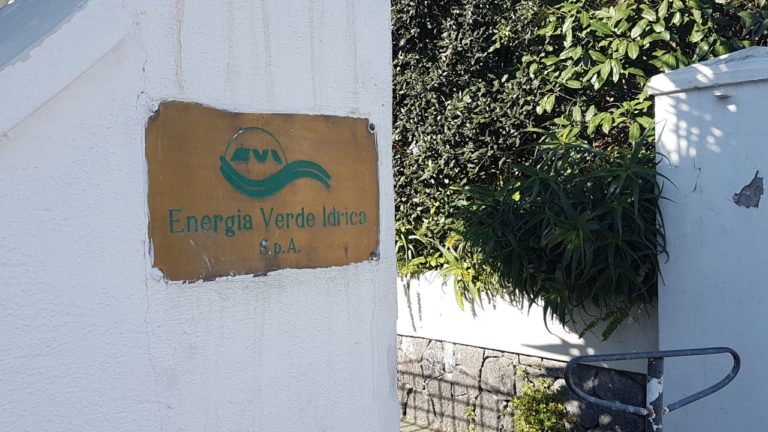 EVI
Energia Verde Idrica
S.p.A.